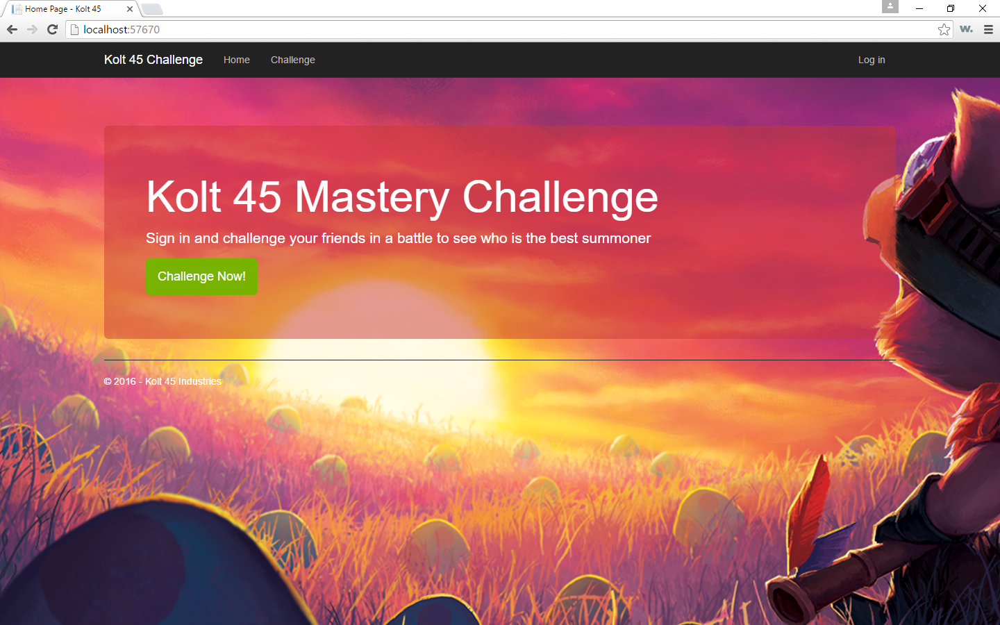 Home Page - Kolt 45
localhost:57670
w.
Kolt 45 Challenge Home Challenge Log in
Kolt 45 Mastery Challenge
Sign in and challenge your friends in a battle to see who is the best summoner
Challenge Now!
© 2016 - Kolt 45 Industries